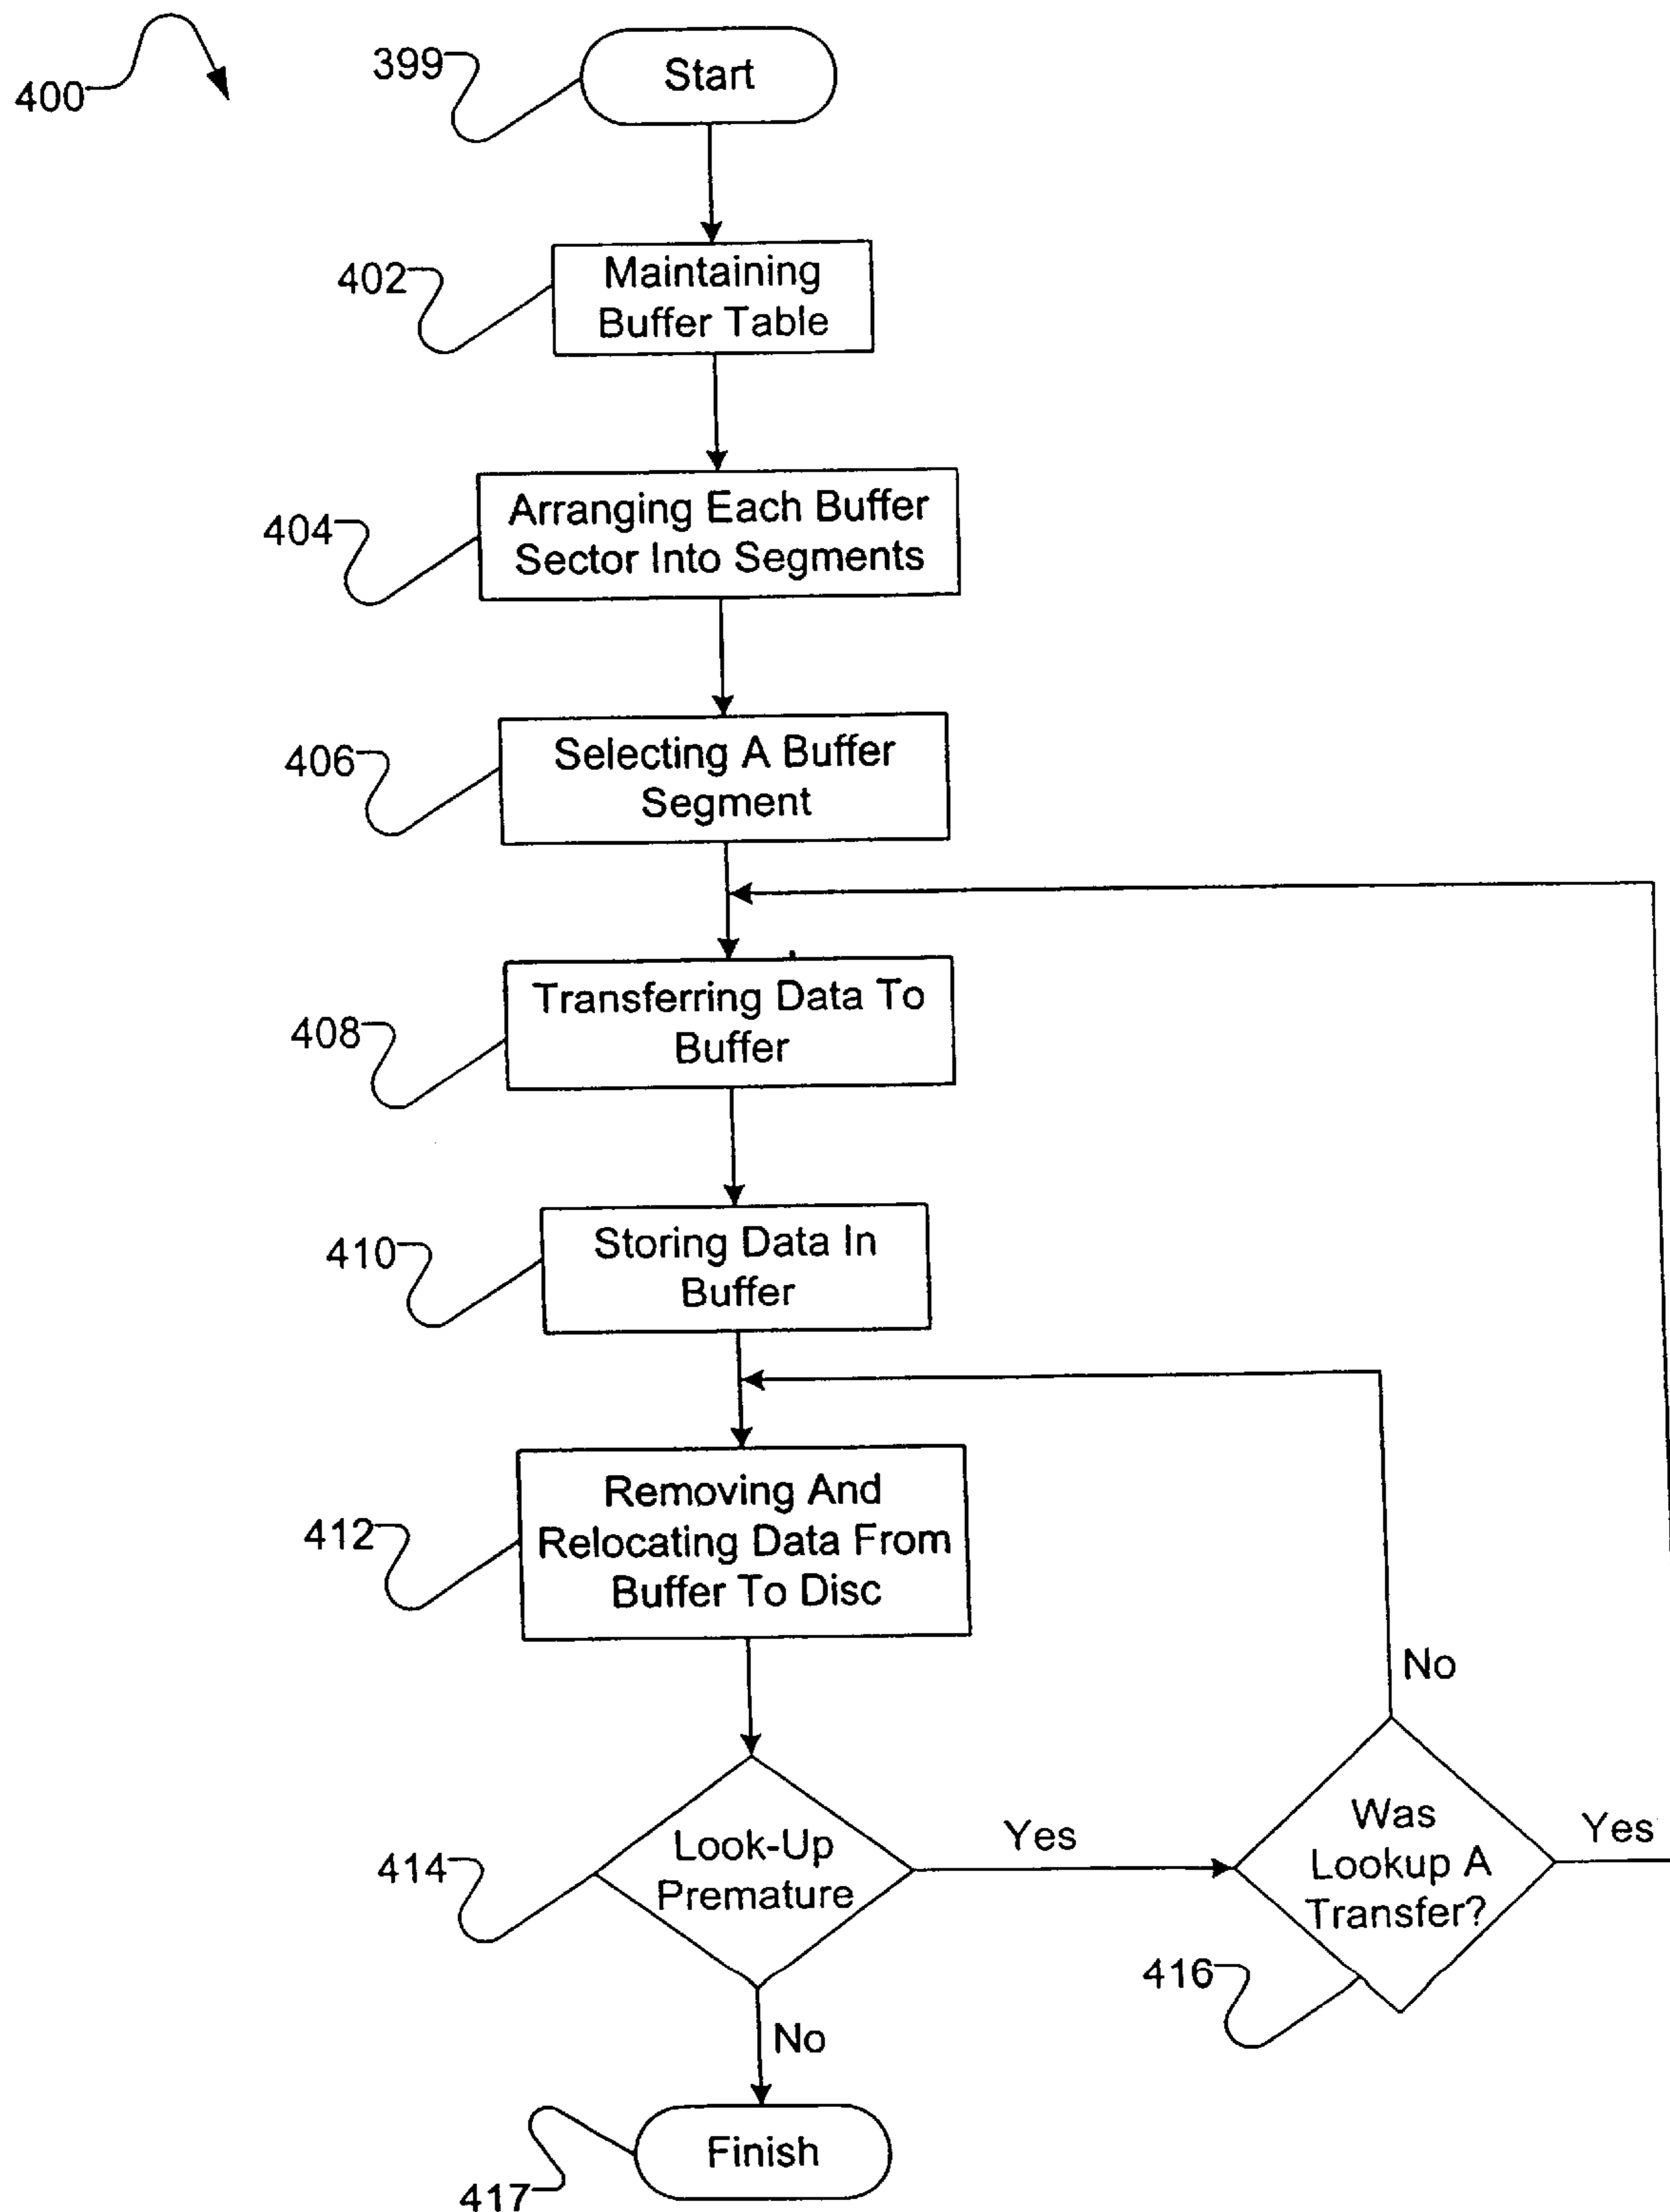 400
399
Start
402
Maintaining
Buffer Table
404
Arranging Each Buffer
Sector Into Segments
406
Selecting A Buffer
Segment
408
Transferring Data To
Buffer
410
Storing Data In
Buffer
412
Removing And
Relocating Data From
Buffer To Disc
No
414
Look-Up
Premature
Yes
Was
Lookup A
Transfer?
Yes
416
No
Finish
417